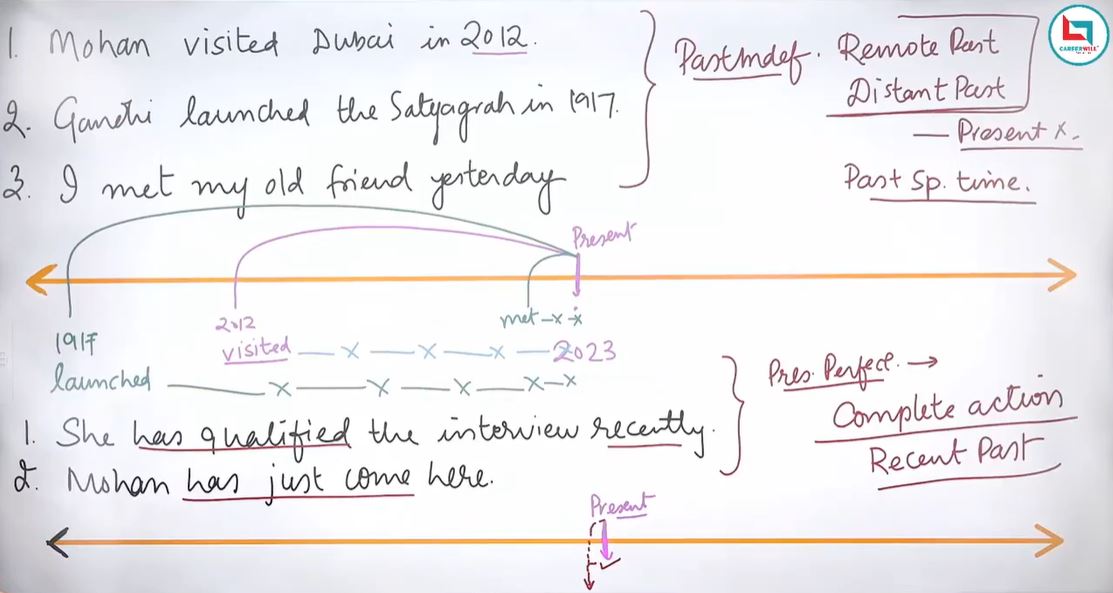 1. Mohan visited Dubai in 2012.
2. Gandhi launched the Satyagrah in 1917.
3. I met my old friend yesterday
Past Indef. Remote Past
Distant Past
— Present x.
Past Sp. time.
CAREERWILL
Present
1917
2012
met -x-x
visited — x — x — x — 2023
launched — x — x — x — x — x
1. She has qualified the interview recently.
2. Mohan has just come here.
Pres. Perfect. →
Complete action
Recent Past
Present